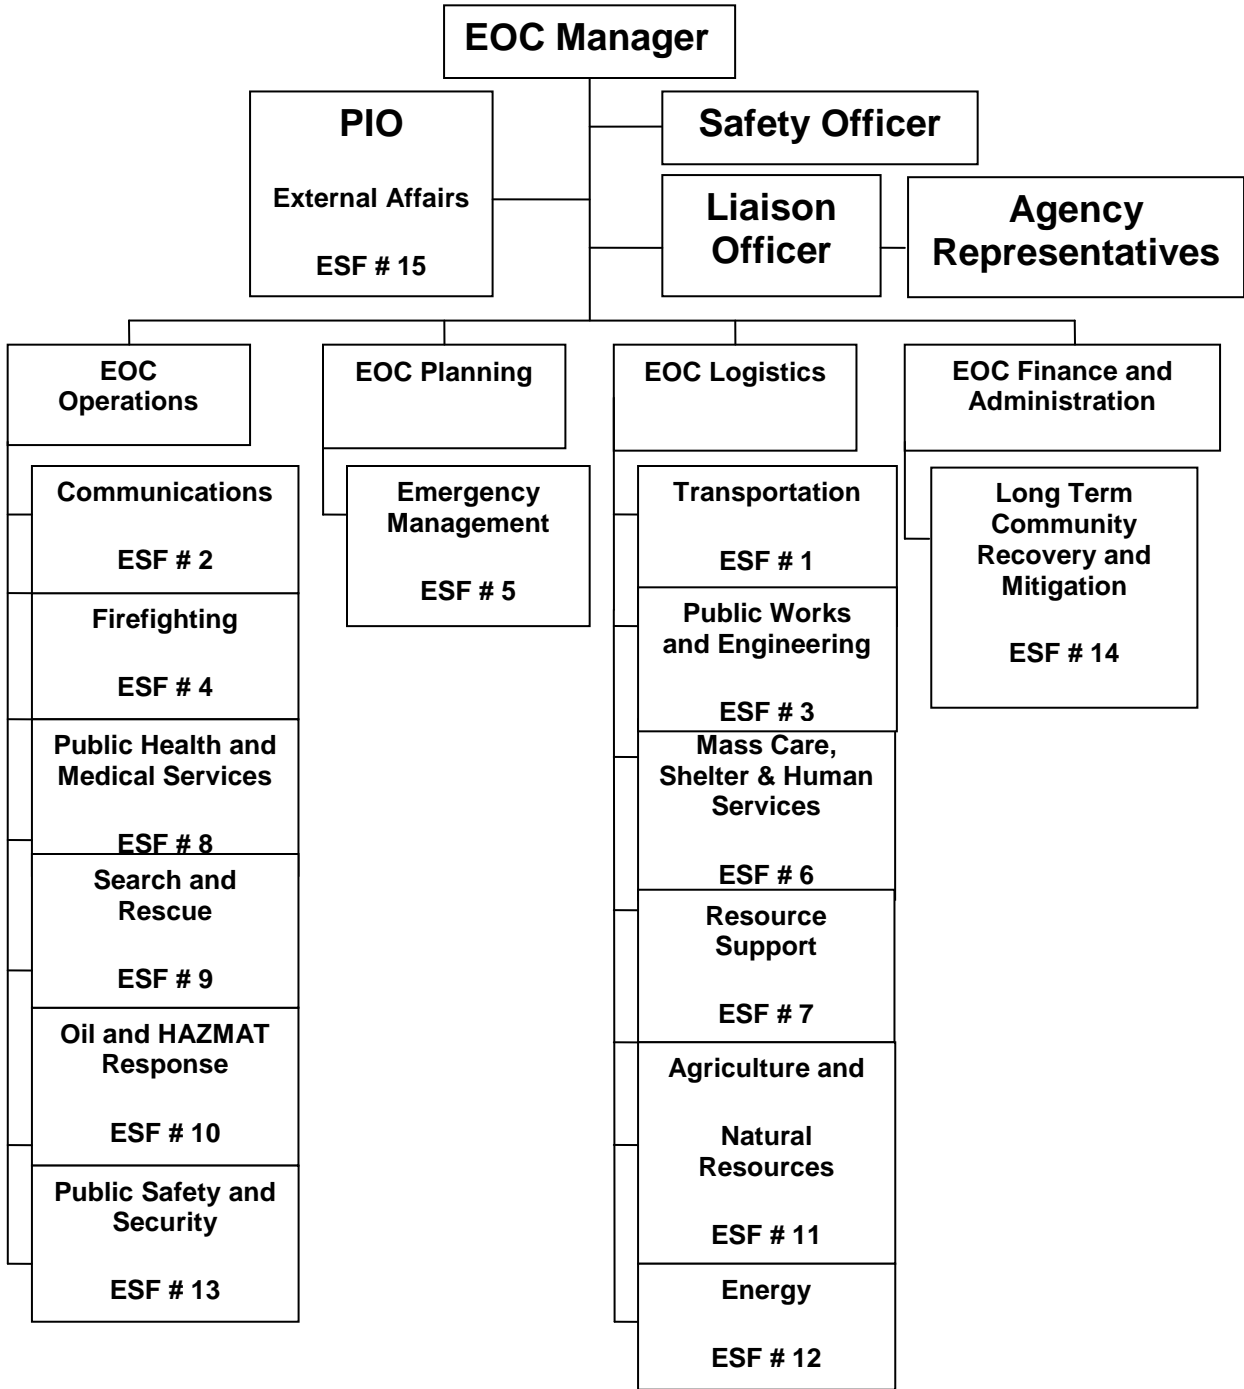 EOC Manager
PIO
External Affairs
ESF # 15
Safety Officer
Liaison
Officer
Agency
Representatives
EOC
Operations
EOC Planning
EOC Logistics
EOC Finance and
Administration
Communications
ESF # 2
Firefighting
ESF # 4
Public Health and
Medical Services
ESF # 8
Search and
Rescue
ESF # 9
Oil and HAZMAT
Response
ESF # 10
Public Safety and
Security
ESF # 13
Emergency
Management
ESF # 5
Transportation
ESF # 1
Public Works
and Engineering
ESF # 3
Mass Care,
Shelter & Human
Services
ESF # 6
Resource
Support
ESF # 7
Agriculture and
Natural
Resources
ESF # 11
Energy
ESF # 12
Long Term
Community
Recovery and
Mitigation
ESF # 14